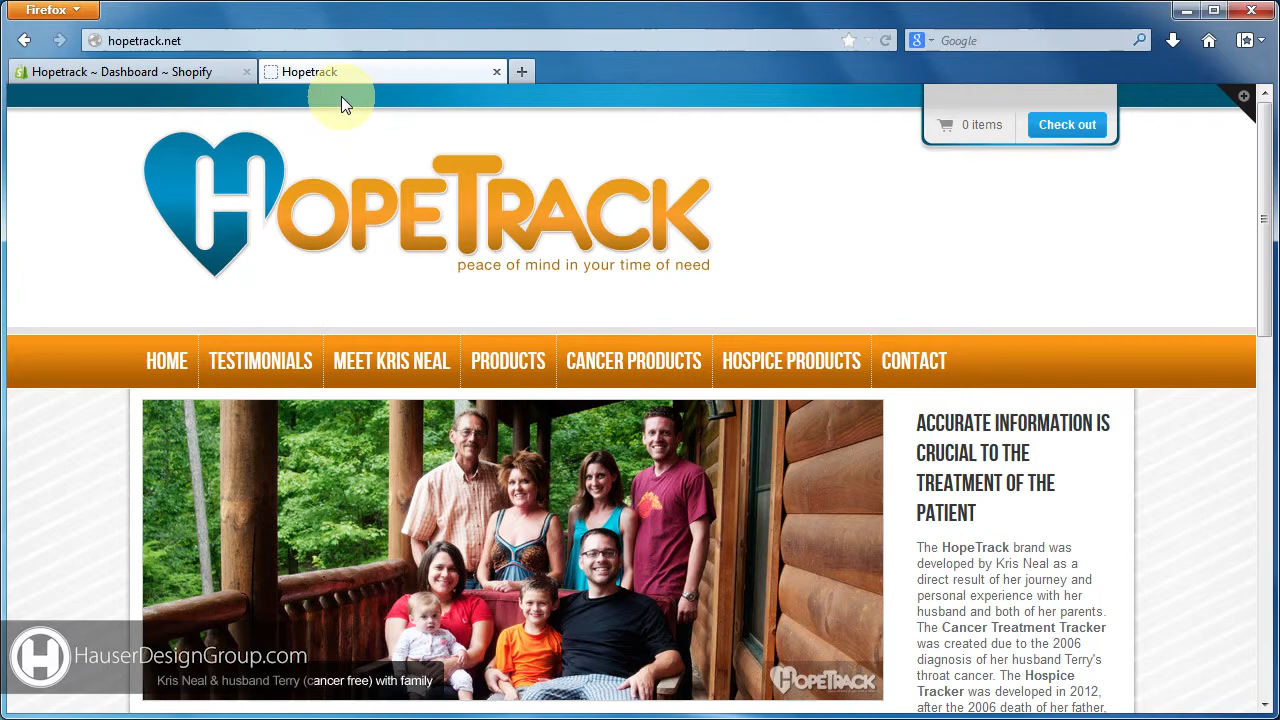 Firefox
hopetrack.net
Google
Hopetrack ~ Dashboard ~ Shopify
Hopetrack
0 items
Check out
HOPETRACK
peace of mind in your time of need
HOME
TESTIMONIALS
MEET KRIS NEAL
PRODUCTS
CANCER PRODUCTS
HOSPICE PRODUCTS
CONTACT
Kris Neal & husband Terry (cancer free) with family
HOPETRACK
ACCURATE INFORMATION IS
CRUCIAL TO THE
TREATMENT OF THE
PATIENT
The HopeTrack brand was
developed by Kris Neal as a
direct result of her journey and
personal experience with her
husband and both of her parents.
The Cancer Treatment Tracker
was created due to the 2006
diagnosis of her husband Terry's
throat cancer. The Hospice
Tracker was developed in 2012,
after the 2006 death of her father,
HauserDesignGroup.com